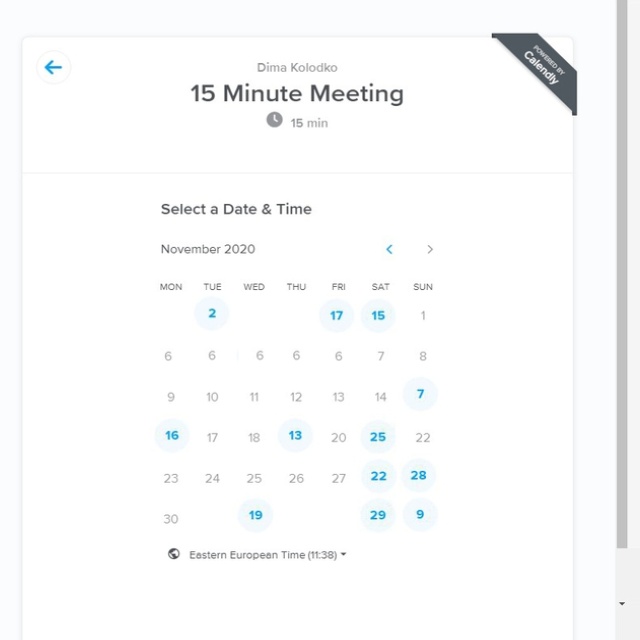 POWERED BY
Calendly
Dima Kolodko
15 Minute Meeting
15 min
Select a Date & Time
November 2020
MON TUE WED THU FRI SAT SUN
2 17 15 1
6 6 6 6 6 7 8
9 10 11 12 13 14 7
16 17 18 13 20 25 22
23 24 25 26 27 22 28
30 19 29 9
Eastern European Time (11:38)